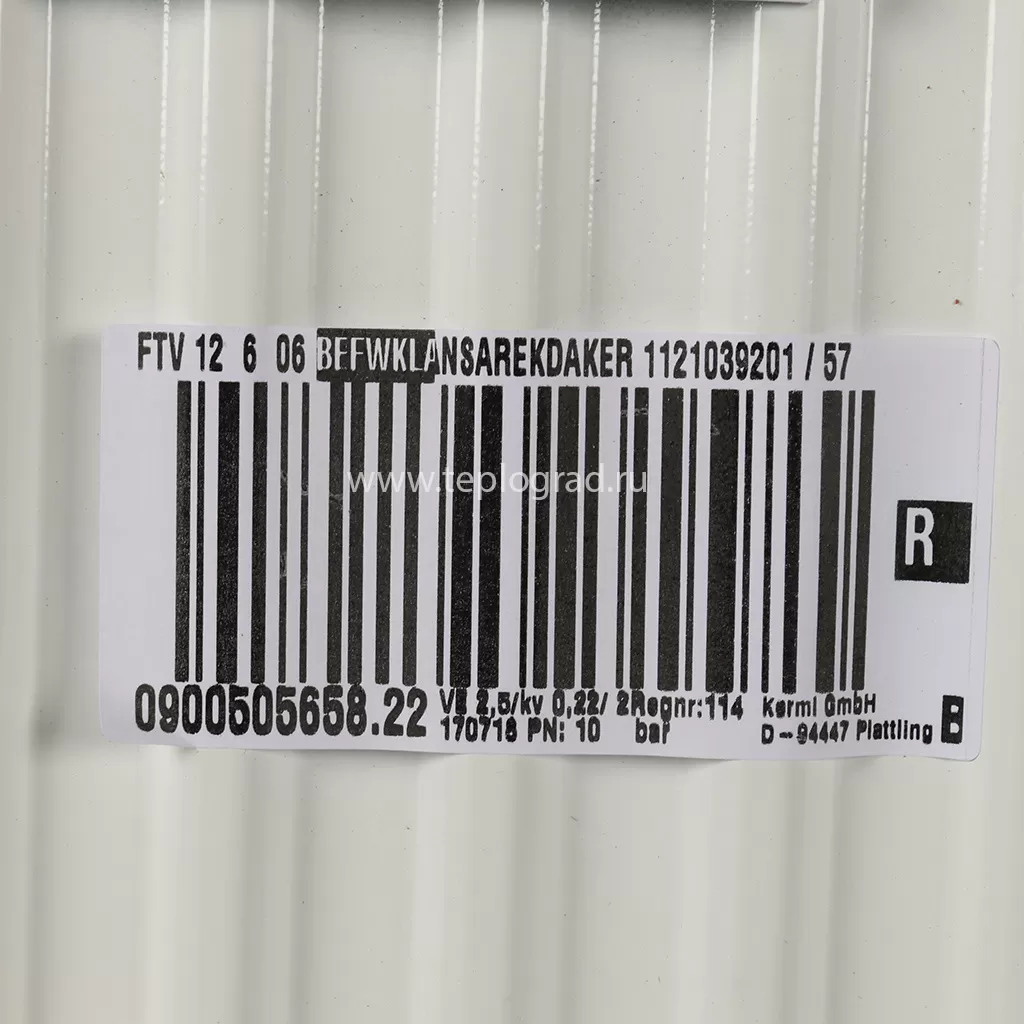 FTV 12 6 06 BEFWKLANSAREKDAKER 1121039201 / 57
www.teplograd.ru
R
0900505658.22
VE 2,5/kv 0,22/ 2Regnr:114 Kermi GmbH
170718 PN: 10 bar D-94447 Plattling
B